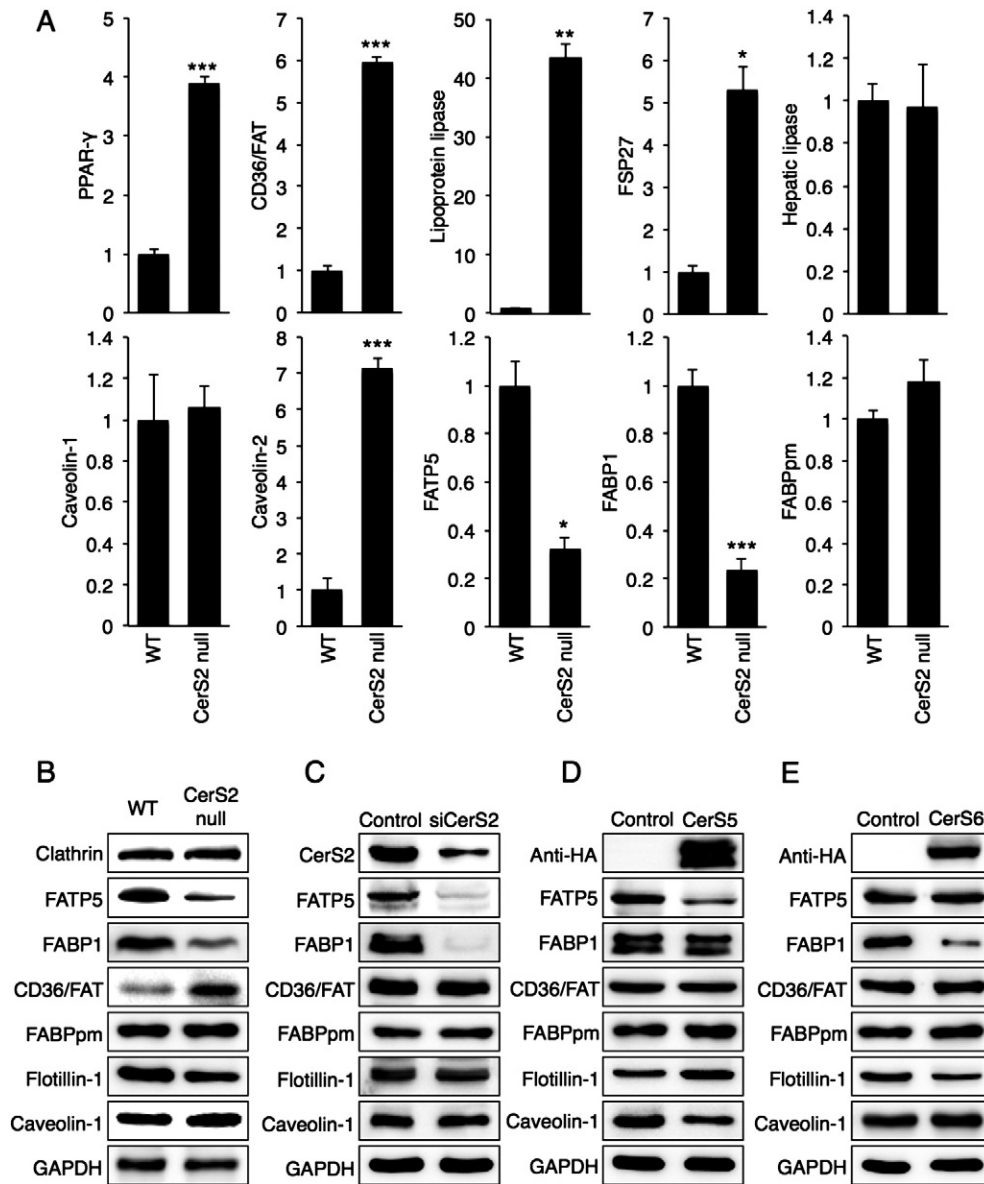 A
PPAR-γ
5
4
3
2
1
0
***
CD36/FAT
7
6
5
4
3
2
1
0
***
Lipoprotein lipase
50
40
30
20
10
0
**
FSP27
7
6
5
4
3
2
1
0
*
Hepatic lipase
1.4
1.2
1
0.8
0.6
0.4
0.2
0
Caveolin-1
1.4
1.2
1
0.8
0.6
0.4
0.2
0
WT
CerS2 null
Caveolin-2
8
7
6
5
4
3
2
1
0
***
WT
CerS2 null
FATP5
1.2
1
0.8
0.6
0.4
0.2
0
*
WT
CerS2 null
FABP1
1.2
1
0.8
0.6
0.4
0.2
0
***
WT
CerS2 null
FABPpm
1.4
1.2
1
0.8
0.6
0.4
0.2
0
WT
CerS2 null
B
WT
CerS2
null
Clathrin
FATP5
FABP1
CD36/FAT
FABPpm
Flotillin-1
Caveolin-1
GAPDH
C
Control siCerS2
CerS2
FATP5
FABP1
CD36/FAT
FABPpm
Flotillin-1
Caveolin-1
GAPDH
D
Control CerS5
Anti-HA
FATP5
FABP1
CD36/FAT
FABPpm
Flotillin-1
Caveolin-1
GAPDH
E
Control CerS6
Anti-HA
FATP5
FABP1
CD36/FAT
FABPpm
Flotillin-1
Caveolin-1
GAPDH